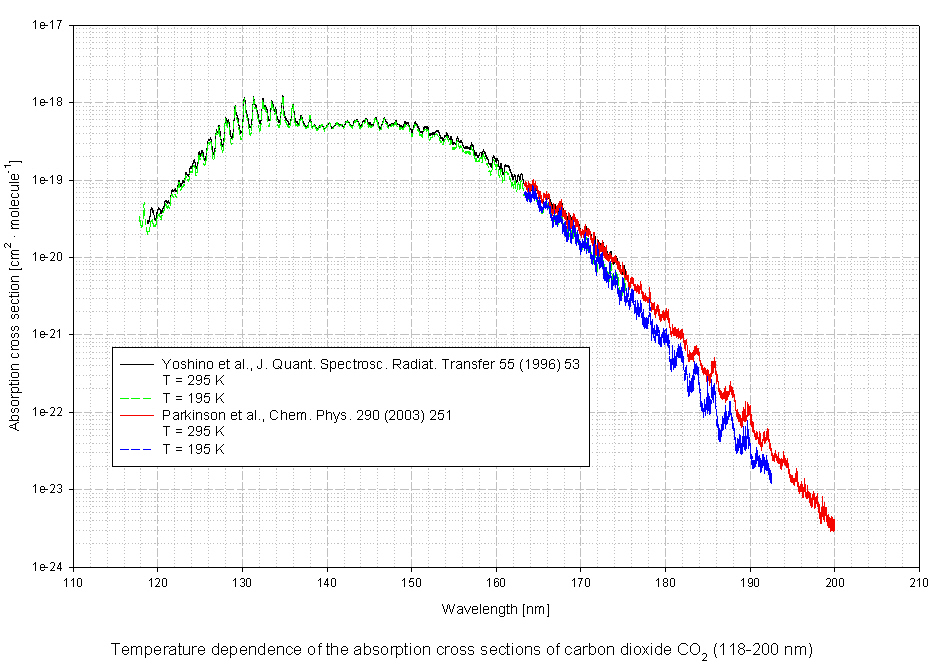 1e-17
1e-18
1e-19
1e-20
1e-21
1e-22
1e-23
1e-24
Absorption cross section [cm² · molecule⁻¹]
Yoshino et al., J. Quant. Spectrosc. Radiat. Transfer 55 (1996) 53
T = 295 K
T = 195 K
Parkinson et al., Chem. Phys. 290 (2003) 251
T = 295 K
T = 195 K
110 120 130 140 150 160 170 180 190 200 210
Wavelength [nm]
Temperature dependence of the absorption cross sections of carbon dioxide CO₂ (118-200 nm)